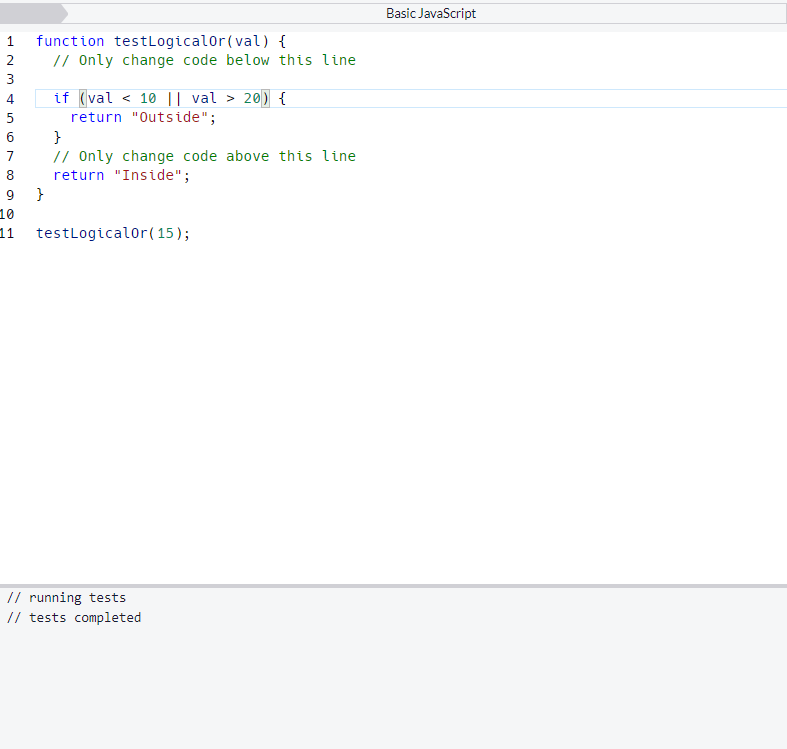 Basic JavaScript
1 function testLogicalOr(val) {
2 // Only change code below this line
3
4 if (val < 10 || val > 20) {
5 return "Outside";
6 }
7 // Only change code above this line
8 return "Inside";
9 }
10
11 testLogicalOr(15);
// running tests
// tests completed